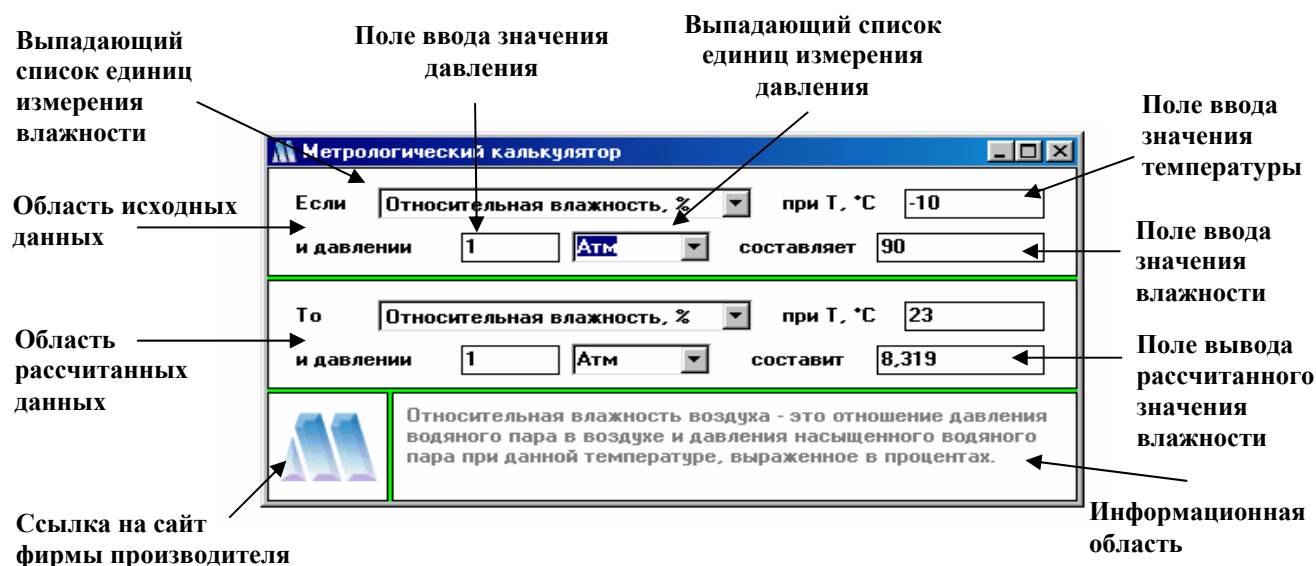 Выпадающий
список единиц
измерения
влажности
Поле ввода значения
давления
Выпадающий список
единиц измерения
давления
Поле ввода
значения
температуры
Область исходных
данных
Метрологический калькулятор
Если Относительная влажность, % при Т, °С -10
и давлении 1 Атм составляет 90
Поле ввода
значения
влажности
Область
рассчитанных
данных
То Относительная влажность, % при Т, °С 23
и давлении 1 Атм составит 8,319
Поле вывода
рассчитанного
значения
влажности
Относительная влажность воздуха - это отношение давления
водяного пара в воздухе и давления насыщенного водяного
пара при данной температуре, выраженное в процентах.
Ссылка на сайт
фирмы производителя
Информационная
область